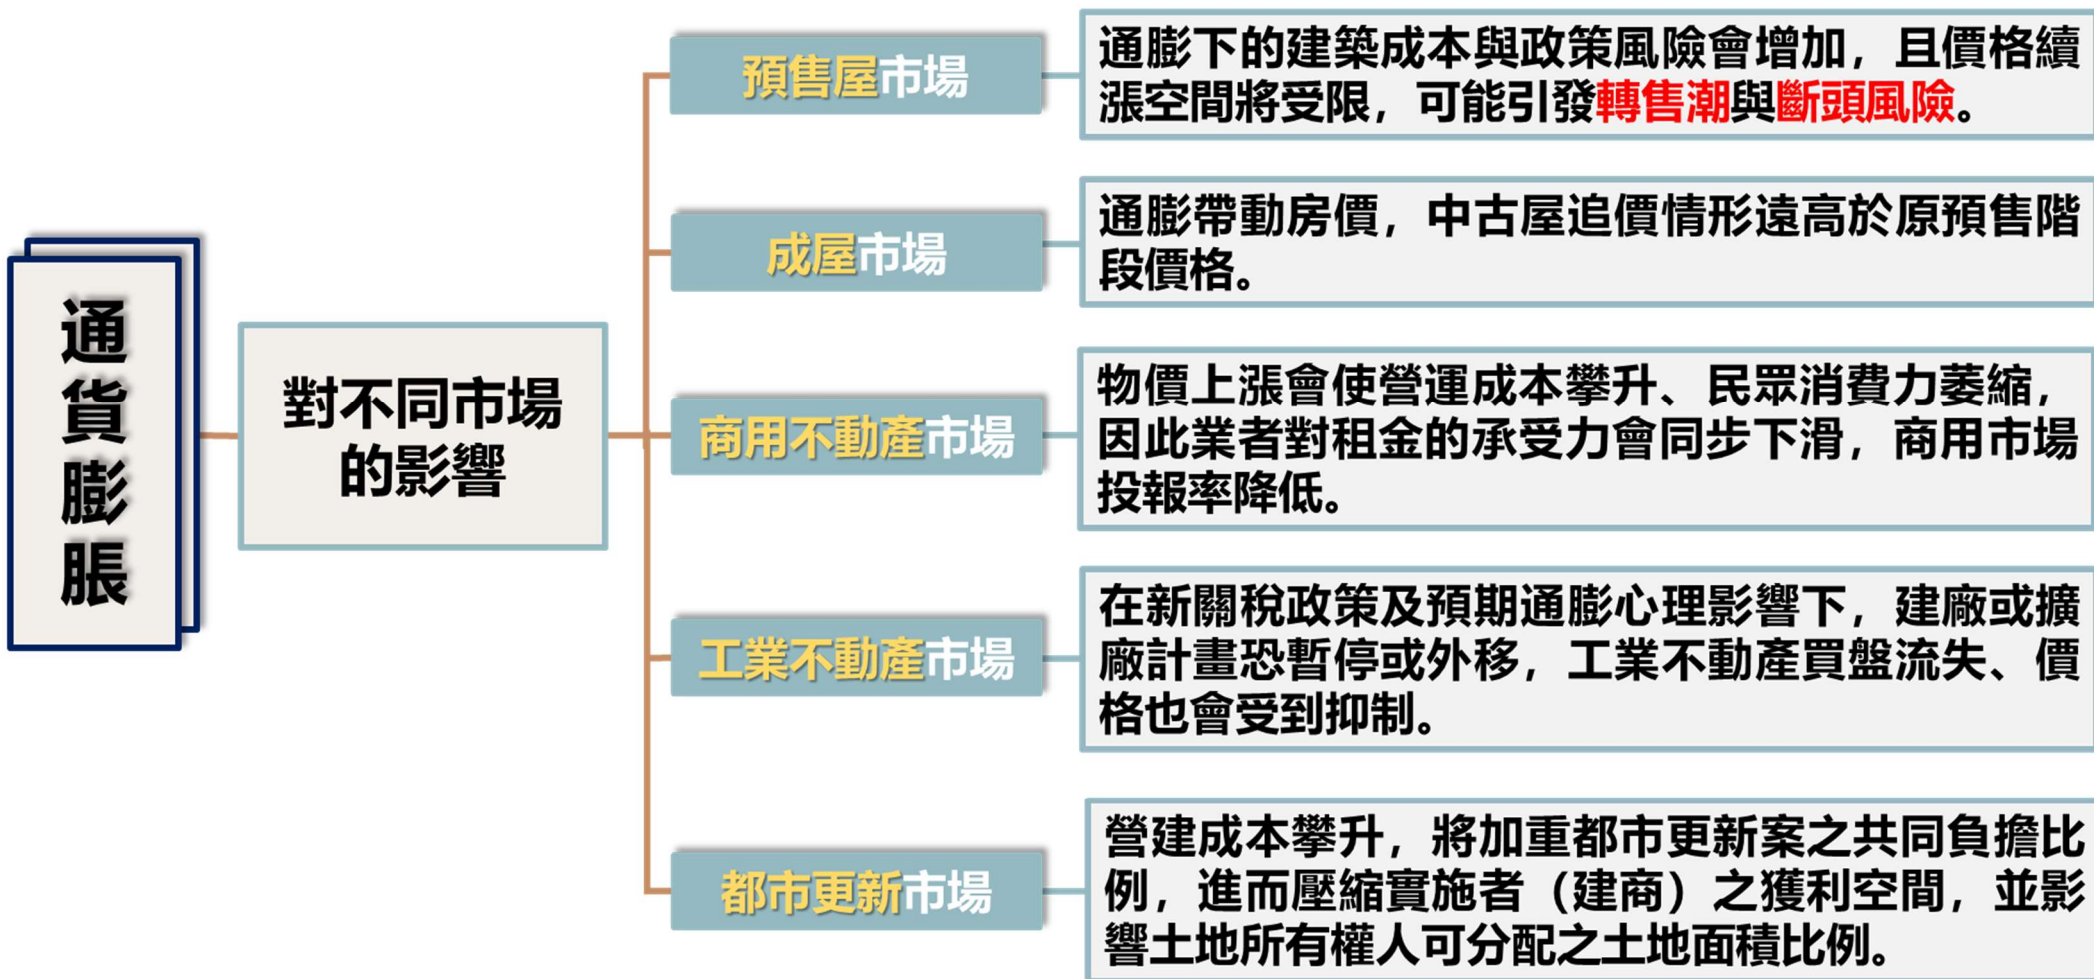 通貨膨脹
對不同市場
的影響
預售屋市場
通膨下的建築成本與政策風險會增加，且價格續
漲空間將受限，可能引發轉售潮與斷頭風險。
成屋市場
通膨帶動房價，中古屋追價情形遠高於原預售階
段價格。
商用不動產市場
物價上漲會使營運成本攀升、民眾消費力萎縮，
因此業者對租金的承受力會同步下滑，商用市場
投報率降低。
工業不動產市場
在新關稅政策及預期通膨心理影響下，建廠或擴
廠計畫恐暫停或外移，工業不動產買盤流失、價
格也會受到抑制。
都市更新市場
營建成本攀升，將加重都市更新案之共同負擔比
例，進而壓縮實施者（建商）之獲利空間，並影
響土地所有權人可分配之土地面積比例。